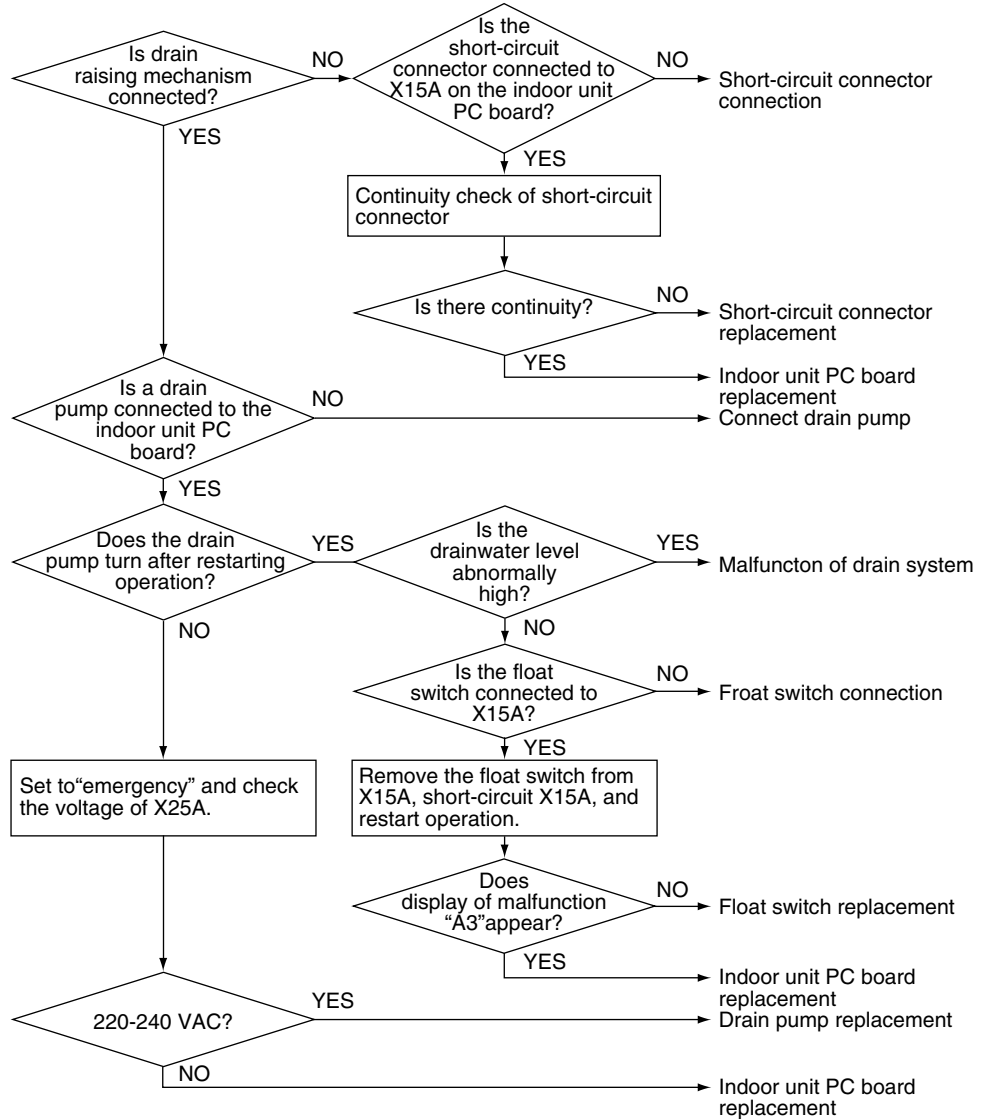 Is drain
raising mechanism
connected?
NO
YES
Is the
short-circuit
connector connected to
X15A on the indoor unit
PC board?
NO
Short-circuit connector
connection
YES
Continuity check of short-circuit
connector
Is there continuity?
NO
Short-circuit connector
replacement
YES
Indoor unit PC board
replacement
Is a drain
pump connected to the
indoor unit PC
board?
NO
Connect drain pump
YES
Does the drain
pump turn after restarting
operation?
YES
NO
Is the
drainwater level
abnormally
high?
YES
Malfuncton of drain system
NO
Is the float
switch connected to
X15A?
NO
Froat switch connection
YES
Set to“emergency” and check
the voltage of X25A.
Remove the float switch from
X15A, short-circuit X15A, and
restart operation.
Does
display of malfunction
“A3”appear?
NO
Float switch replacement
YES
Indoor unit PC board
replacement
220-240 VAC?
YES
Drain pump replacement
NO
Indoor unit PC board
replacement